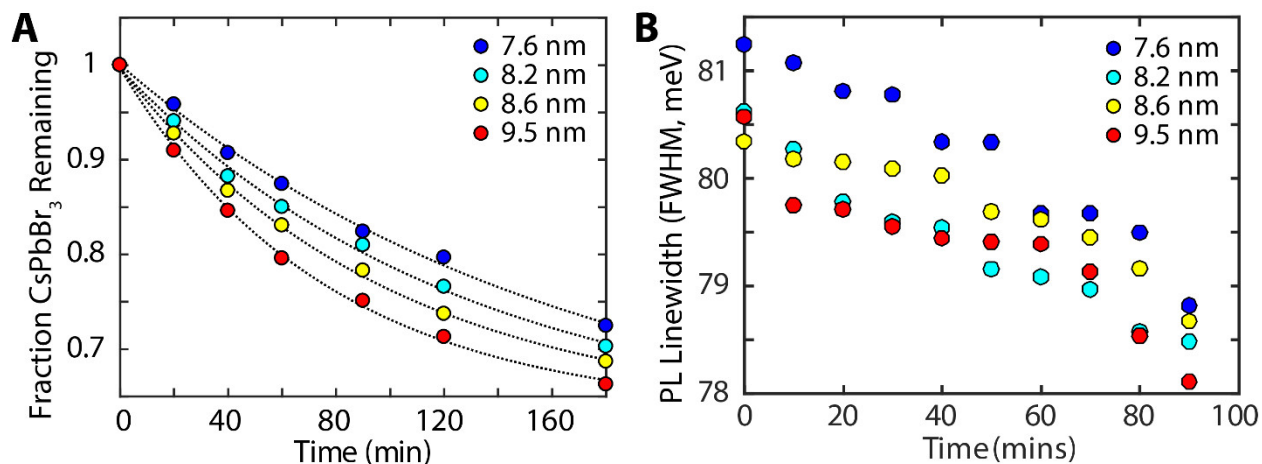 A
Fraction CsPbBr3 Remaining
1
0.9
0.8
0.7
0
40
80
120
160
Time (min)
7.6 nm
8.2 nm
8.6 nm
9.5 nm
B
PL Linewidth (FWHM, meV)
81
80
79
78
0
20
40
60
80
100
Time (mins)
7.6 nm
8.2 nm
8.6 nm
9.5 nm